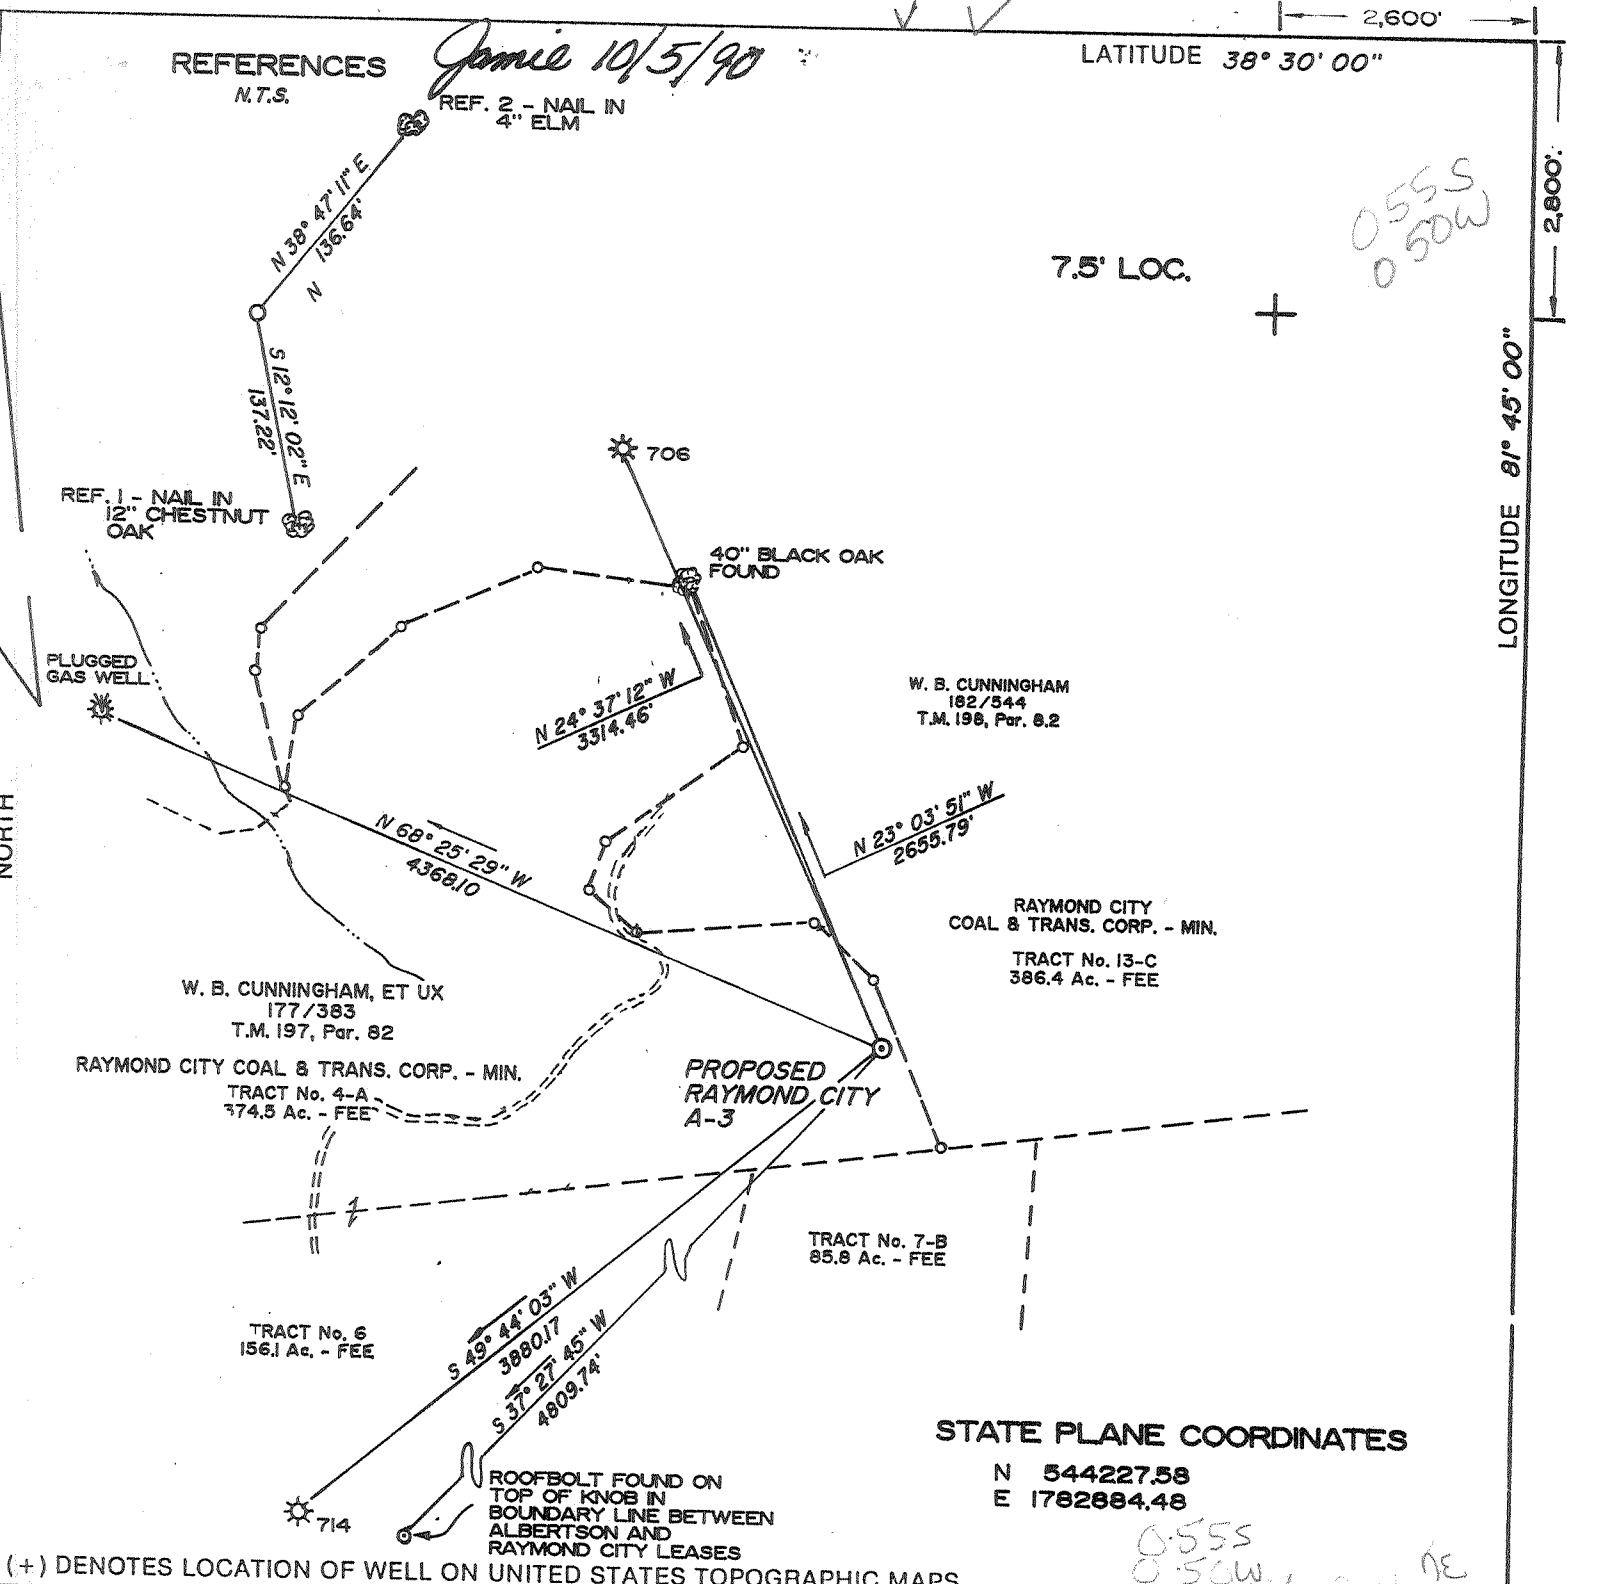 2,600'
REFERENCES
Jamie 10/5/90
LATITUDE 38° 30' 00"
N.T.S.
REF. 2 - NAIL IN
4" ELM
2,800'.
N 38° 47' 11" E
136.64'
N
055S
0 50W
7.5' LOC.
S 12° 12' 02" E
137.22'
LONGITUDE 81° 45' 00"
706
REF. 1 - NAIL IN
12" CHESTNUT
OAK
40" BLACK OAK
FOUND
PLUGGED
GAS WELL
N 24° 37' 12" W
3314.46'
W. B. CUNNINGHAM
182/544
T.M. 198, Par. 8.2
NORTH
N 68° 25' 29" W
4368.10
N 23° 03' 51" W
2655.79'
RAYMOND CITY
COAL & TRANS. CORP. - MIN.
TRACT No. 13-C
386.4 Ac. - FEE
W. B. CUNNINGHAM, ET UX
177/383
T.M. 197, Par. 82
RAYMOND CITY COAL & TRANS. CORP. - MIN.
TRACT No. 4-A
374.5 Ac. - FEE
PROPOSED
RAYMOND CITY
A-3
TRACT No. 7-B
85.8 Ac. - FEE
TRACT No. 6
156.1 Ac. - FEE
S 49° 44' 03" W
3880.17
S 37° 27' 45" W
4809.74'
STATE PLANE COORDINATES
N 544227.58
E 1782884.48
714
ROOFBOLT FOUND ON
TOP OF KNOB IN
BOUNDARY LINE BETWEEN
ALBERTSON AND
RAYMOND CITY LEASES
0.55S
0.50W
(+) DENOTES LOCATION OF WELL ON UNITED STATES TOPOGRAPHIC MAPS